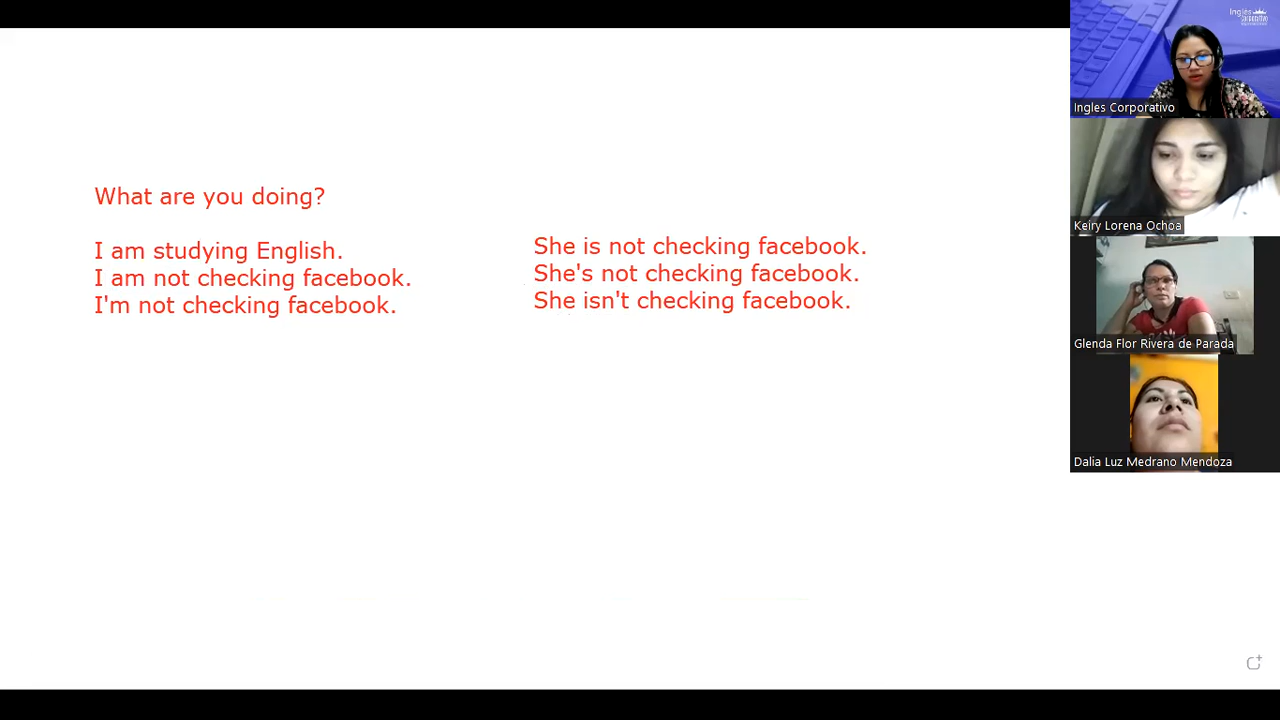 What are you doing?
I am studying English.
I am not checking facebook.
I'm not checking facebook.
She is not checking facebook.
She's not checking facebook.
She isn't checking facebook.
Ingles
Ingles Corporativo
Keiry Lorena Ochoa
Glenda Flor Rivera de Parada
Dalia Luz Medrano Mendoza